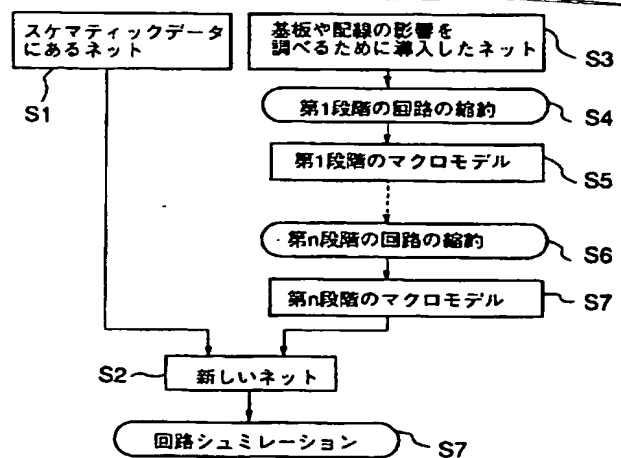 スケマティックデータ
にあるネット
S1
基板や配線の影響を
調べるために導入したネット
S3
第1段階の回路の縮約
S4
第1段階のマクロモデル
S5
第n段階の回路の縮約
S6
第n段階のマクロモデル
S7
S2
新しいネット
回路シュミレーション
S7